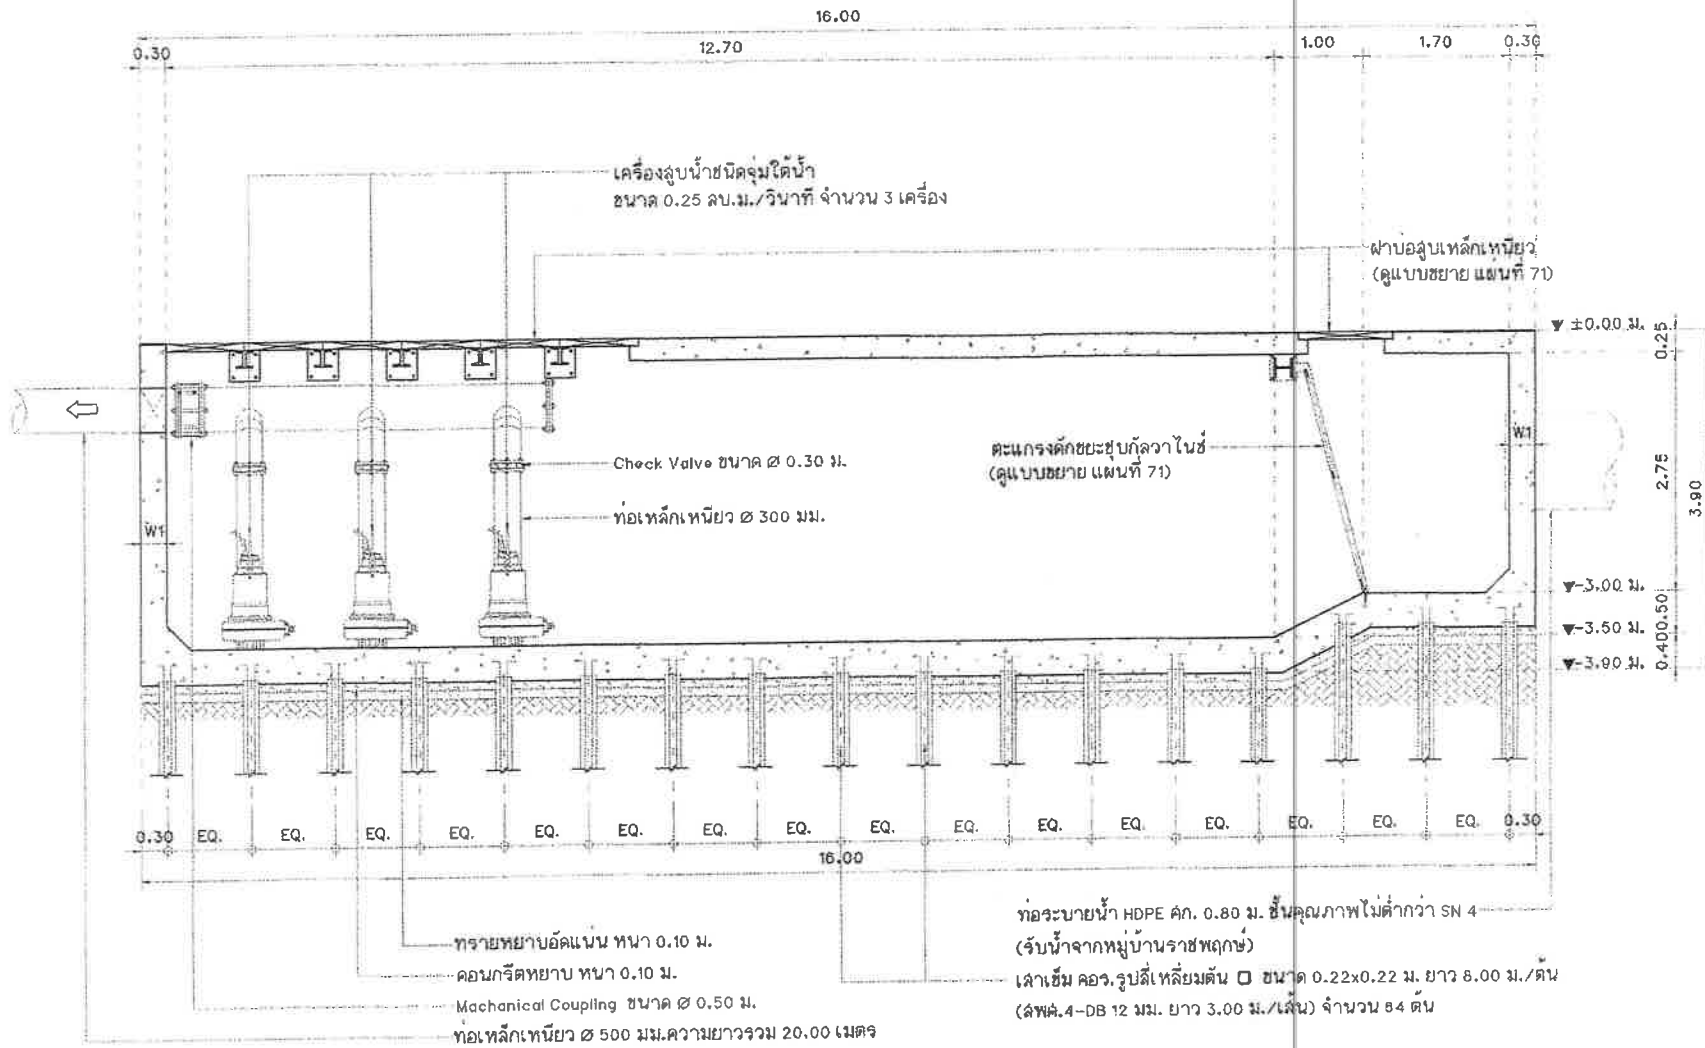 16.00
0.30
12.70
1.00
1.70
0.30
เครื่องสูบน้ำชนิดจุ่มใต้น้ำ
ขนาด 0.25 ลบ.ม./วินาที จำนวน 3 เครื่อง
ฝาบ่อสูบเหล็กเหนียว
(ดูแบบขยาย แผ่นที่ 71)
±0.00 ม.
0.25
ตะแกรงดักขยะชุบกัลวาไนซ์
(ดูแบบขยาย แผ่นที่ 71)
Check Valve ขนาด Ø 0.30 ม.
ท่อเหล็กเหนียว Ø 300 มม.
W1
W1
2.75
3.90
-3.00 ม.
0.50
-3.50 ม.
0.40
-3.90 ม.
0.30 EQ. EQ. EQ. EQ. EQ. EQ. EQ. EQ. EQ. EQ. EQ. EQ. EQ. EQ. EQ. EQ. 0.30
16.00
ท่อระบายน้ำ HDPE ศก. 0.80 ม. ชั้นคุณภาพไม่ต่ำกว่า SN 4
(รับน้ำจากหมู่บ้านราชพฤกษ์)
เสาเข็ม คอร.รูปสี่เหลี่ยมตัน ขนาด 0.22x0.22 ม. ยาว 8.00 ม./ต้น
4-DB 12 มม. ยาว 3.00 ม./เส้น) จำนวน 64 ต้น
ทรายหยาบอัดแน่น หนา 0.10 ม.
คอนกรีตหยาบ หนา 0.10 ม.
Machanical Coupling ขนาด Ø 0.50 ม.
ท่อเหล็กเหนียว Ø 500 มม.ความยาวรวม 20.00 เมตร